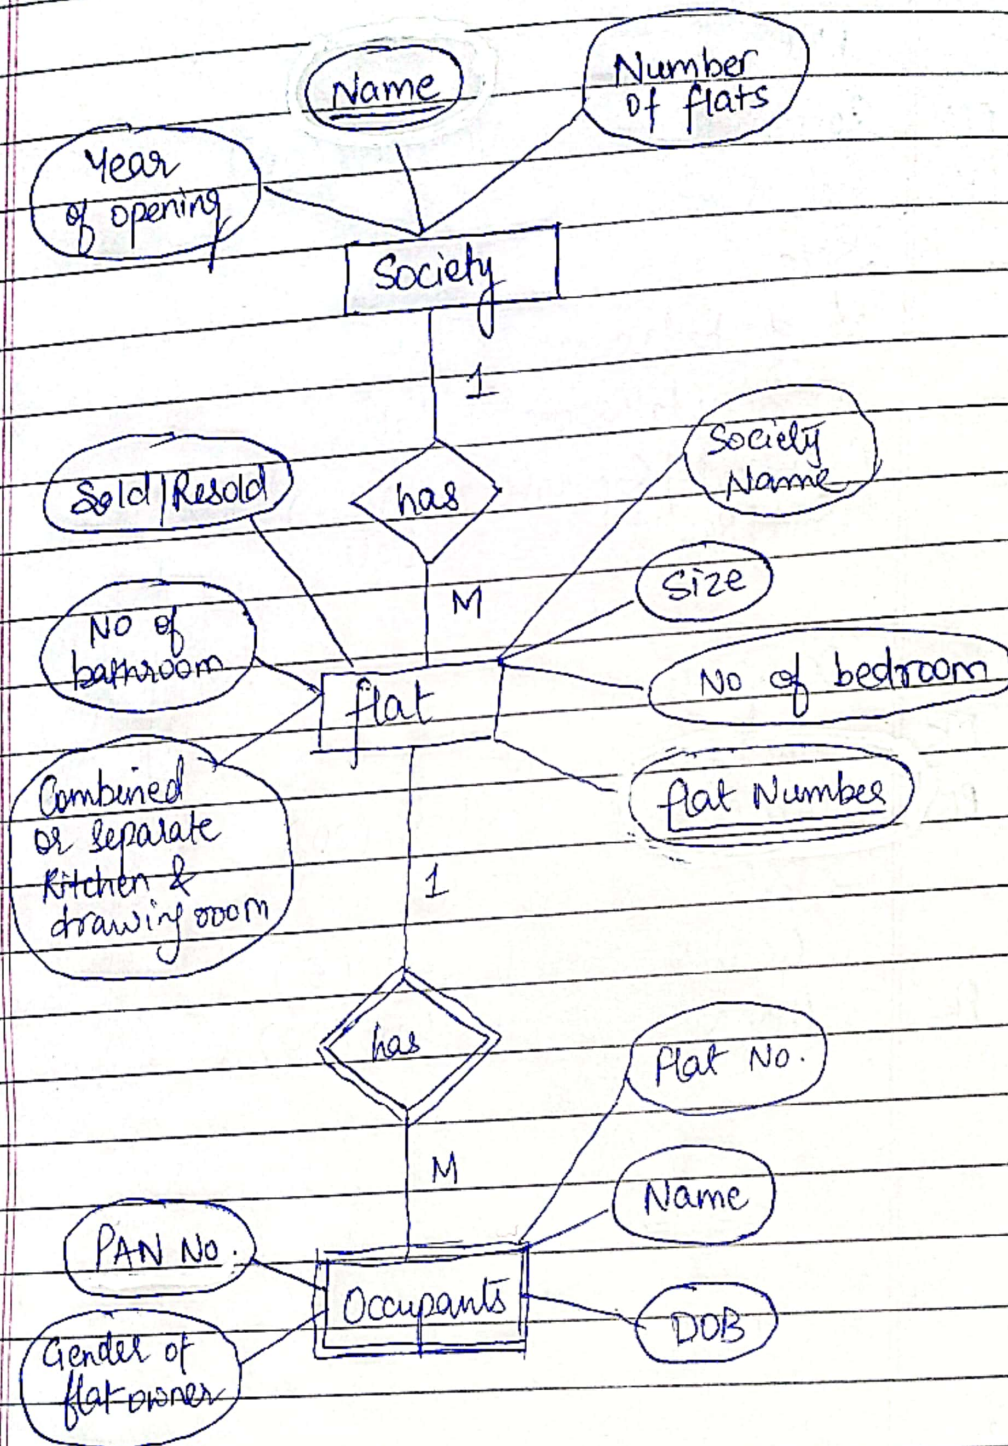 Name
Number
of flats
Year
of opening
Society
1
Society
Name
Sold/Resold
has
Size
M
No of
bathroom
No of bedroom
flat
flat Number
Combined
or separate
Kitchen &
drawing room
1
has
Flat No.
M
Name
PAN No.
Occupants
DOB
Gender of
flat owner